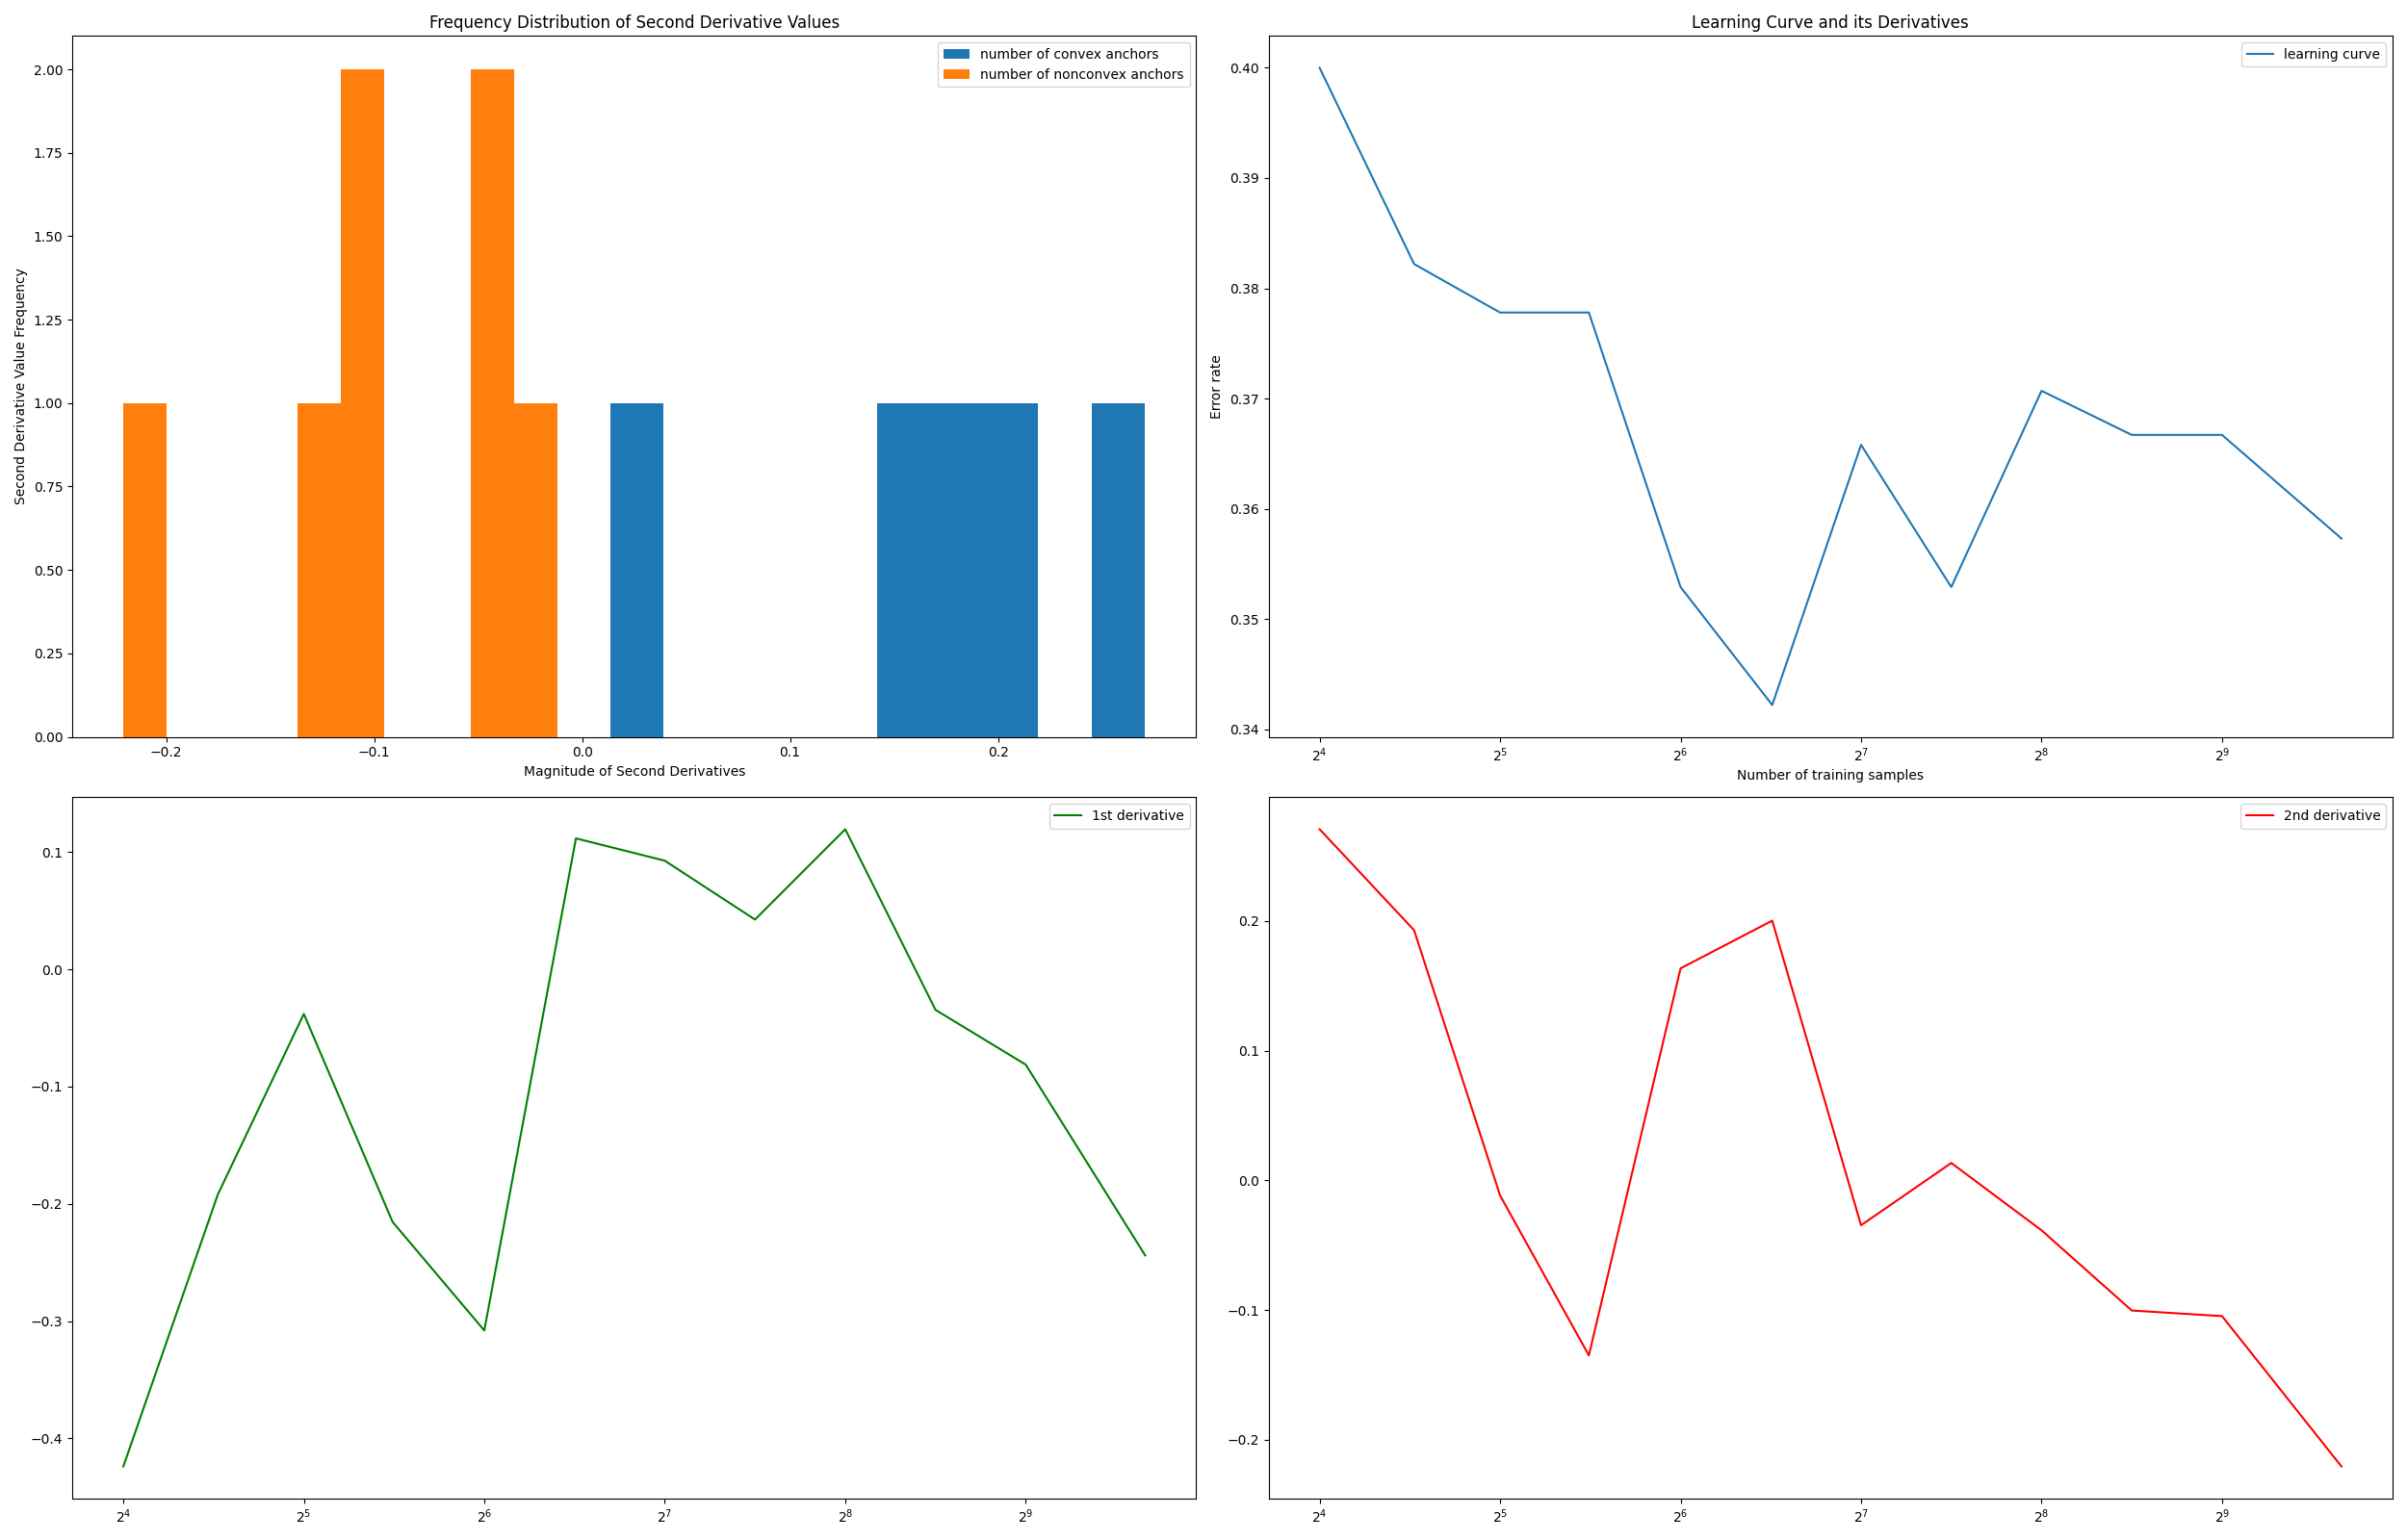 Frequency Distribution of Second Derivative Values
number of convex anchors
number of nonconvex anchors
Second Derivative Value Frequency
2.00
1.75
1.50
1.25
1.00
0.75
0.50
0.25
0.00
−0.2 −0.1 0.0 0.1 0.2
Magnitude of Second Derivatives
Learning Curve and its Derivatives
learning curve
Error rate
0.40
0.39
0.38
0.37
0.36
0.35
0.34
2⁴ 2⁵ 2⁶ 2⁷ 2⁸ 2⁹
Number of training samples
1st derivative
0.1
0.0
−0.1
−0.2
−0.3
−0.4
2⁴ 2⁵ 2⁶ 2⁷ 2⁸ 2⁹
2nd derivative
0.2
0.1
0.0
−0.1
−0.2
2⁴ 2⁵ 2⁶ 2⁷ 2⁸ 2⁹